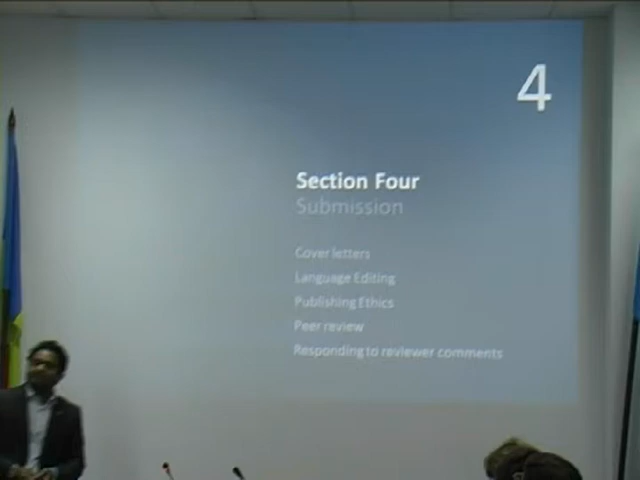 4
Section Four
Submission
Cover letters
Language Editing
Publishing Ethics
Peer review
Responding to reviewer comments